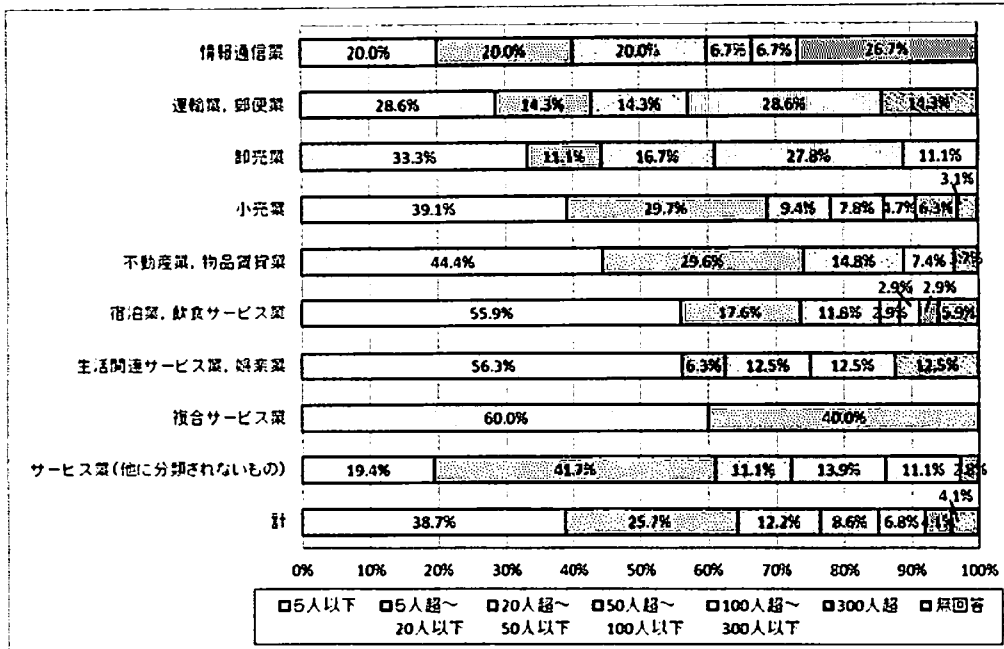 情報通信業 20.0% 20.0% 20.0% 6.7% 6.7% 26.7%
運輸業，郵便業 28.6% 14.3% 14.3% 28.6% 14.3%
卸売業 33.3% 11.1% 16.7% 27.8% 11.1%
3.1%
小売業 39.1% 29.7% 9.4% 7.8% 4.7% 6.3%
不動産業，物品賃貸業 44.4% 29.6% 14.8% 7.4% 3.7%
2.9% 2.9%
宿泊業，飲食サービス業 55.9% 17.6% 11.8% 2.9% 5.9%
生活関連サービス業，娯楽業 56.3% 6.3% 12.5% 12.5% 12.5%
複合サービス業 60.0% 40.0%
サービス業(他に分類されないもの) 19.4% 41.7% 11.1% 13.9% 11.1% 2.8%
4.1%
計 38.7% 25.7% 12.2% 8.6% 6.8% 4.1%
0% 10% 20% 30% 40% 50% 60% 70% 80% 90% 100%
5人以下 5人超～ 20人超～ 50人超～ 100人超～ 300人超 無回答
20人以下 50人以下 100人以下 300人以下